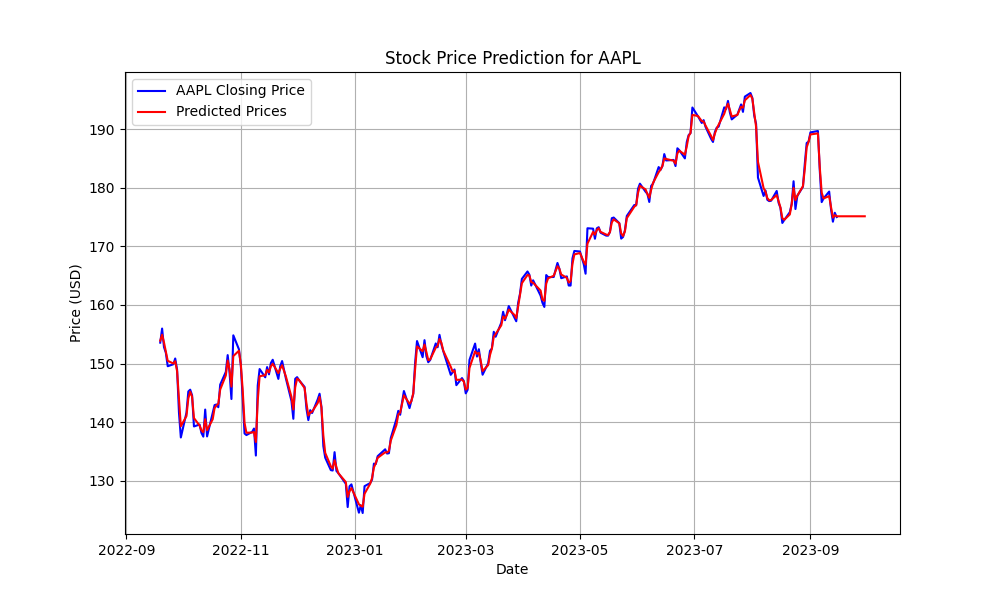 Stock Price Prediction for AAPL
AAPL Closing Price
Predicted Prices
Price (USD)
190
180
170
160
150
140
130
2022-09 2022-11 2023-01 2023-03 2023-05 2023-07 2023-09
Date